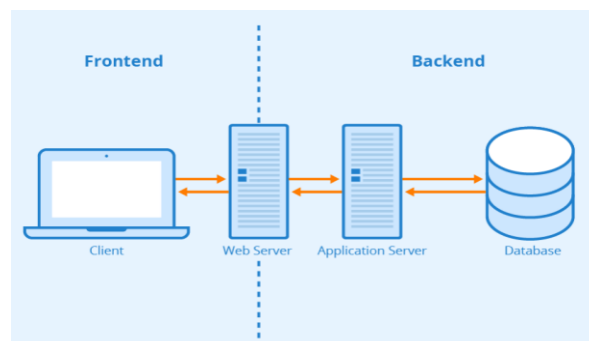 Frontend
Backend
Client
Web Server
Application Server
Database